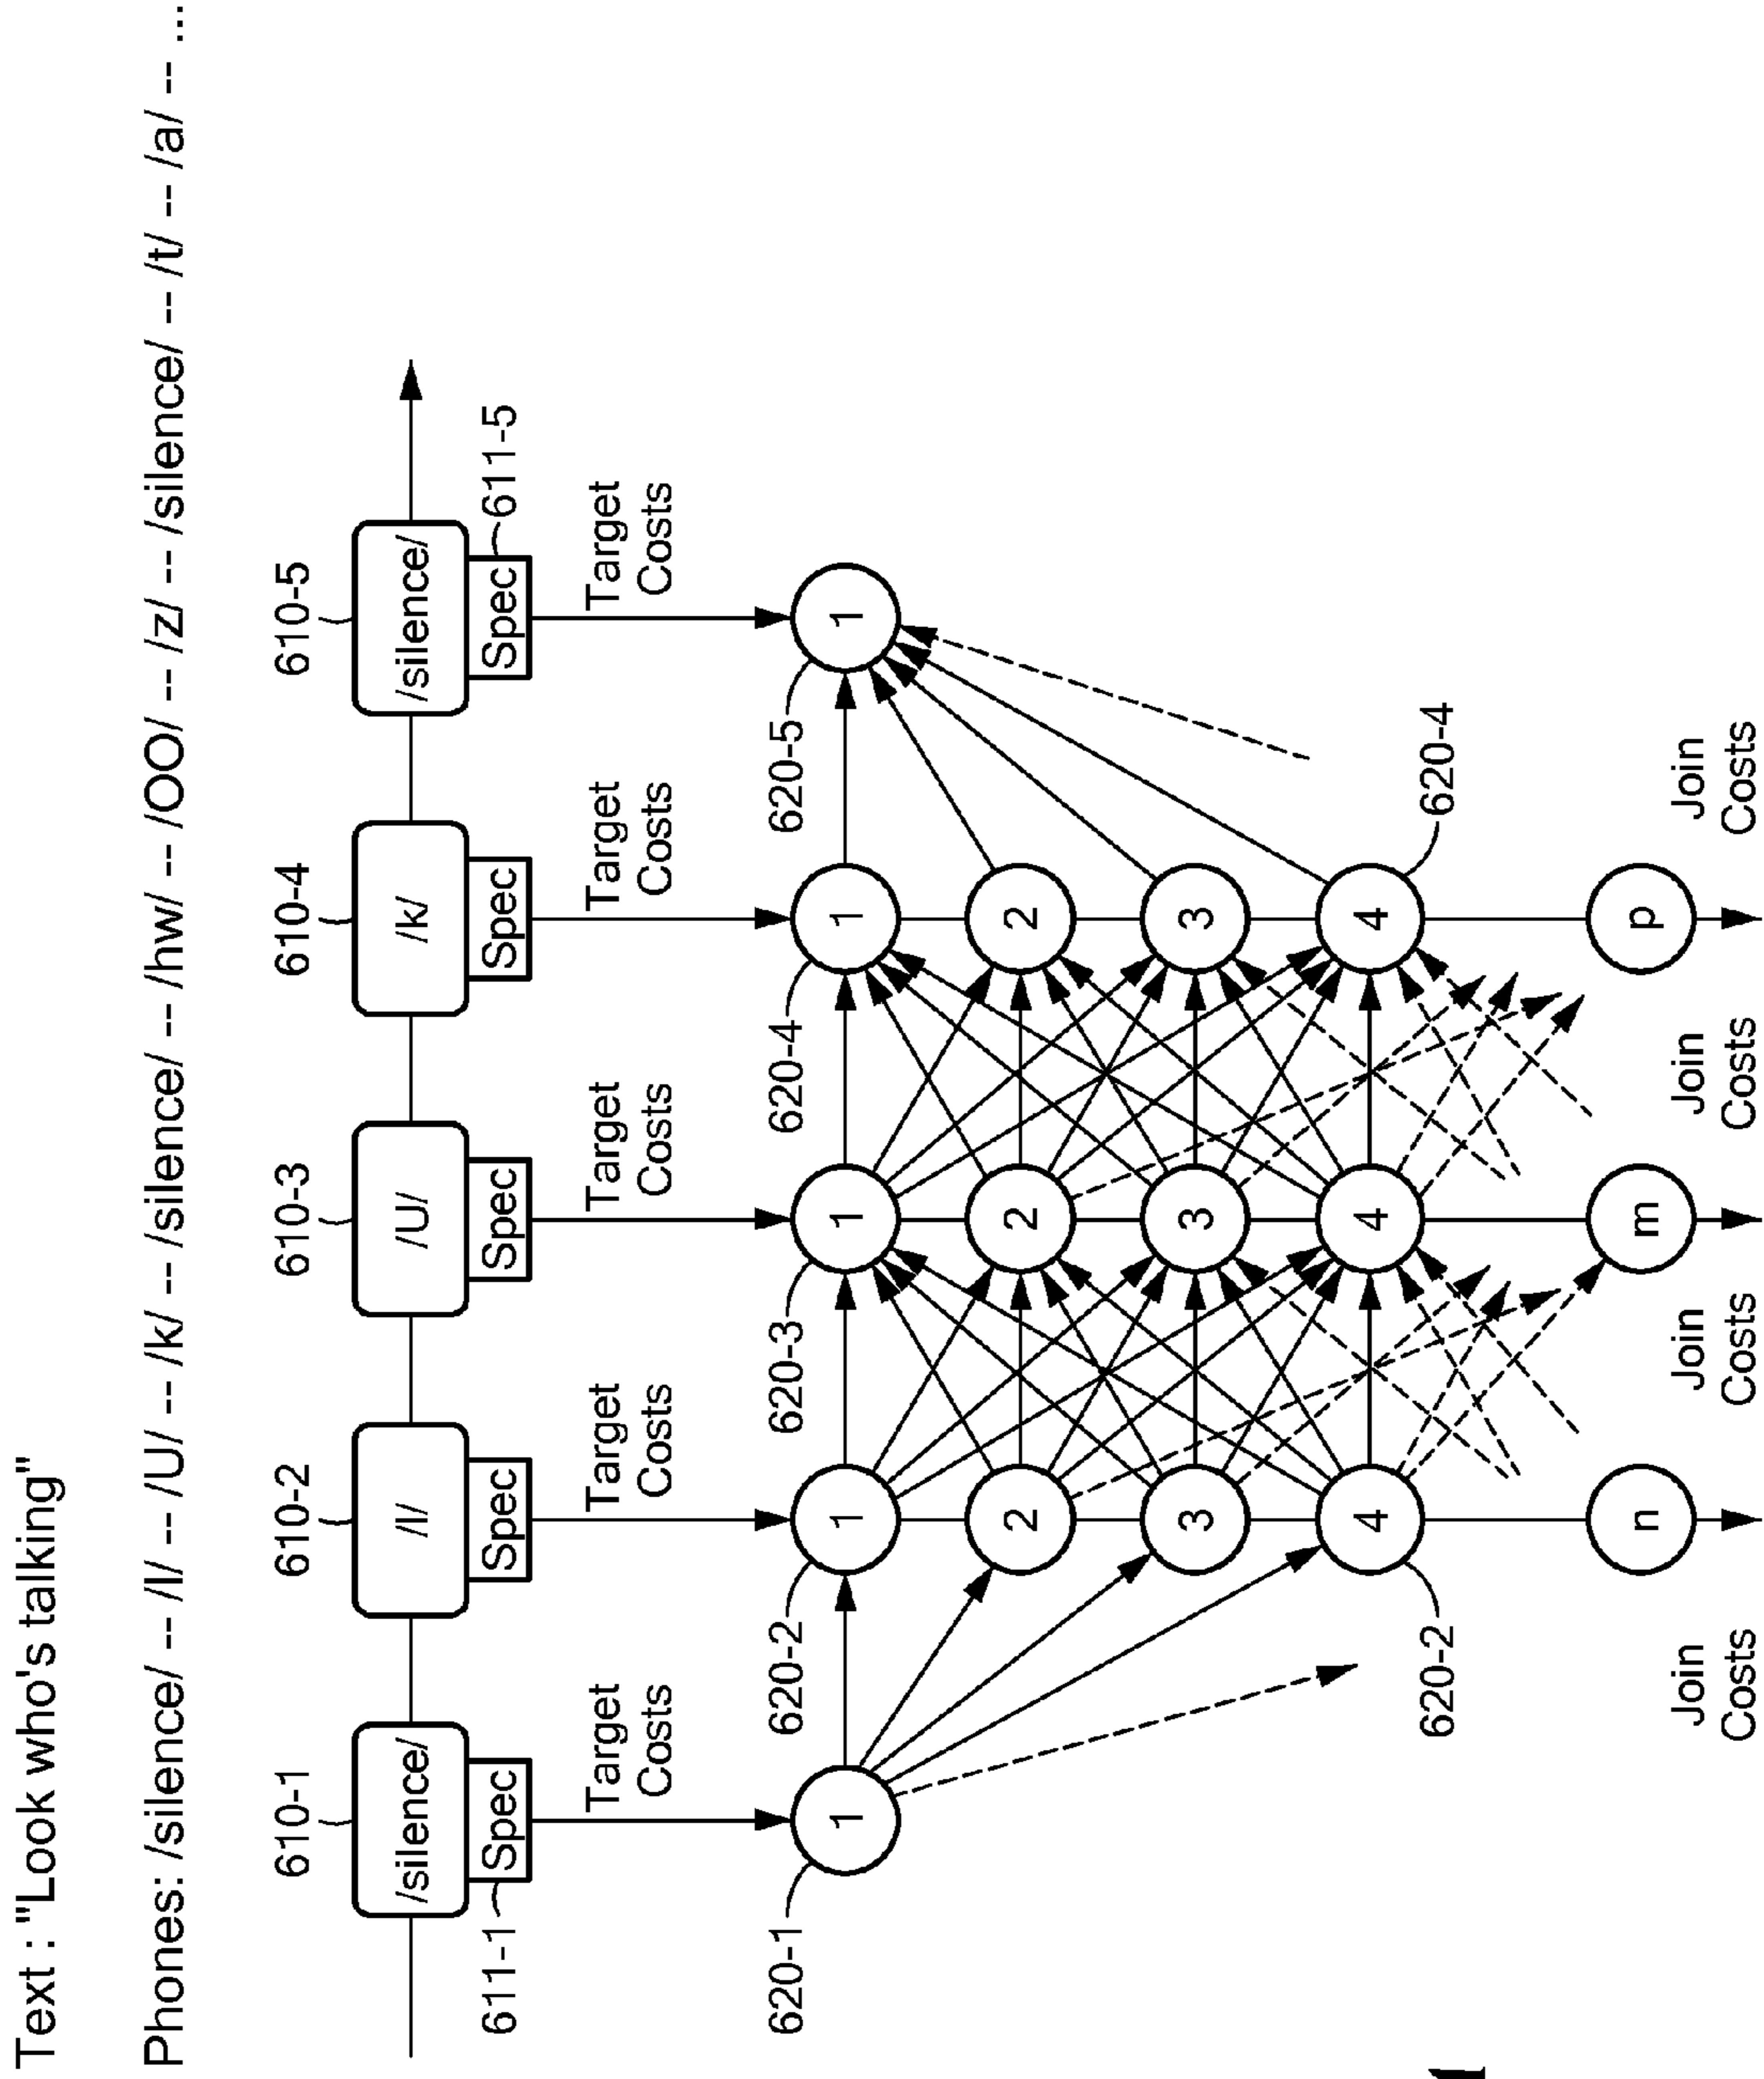 Text : "Look who's talking"
Phones: /silence/ -- /l/ -- /U/ -- /k/ -- /silence/ -- /hw/ -- /OO/ -- /z/ -- /silence/ -- /t/ -- /a/ -- ...
610-1 610-2 610-3 610-4 610-5
/silence/ /l/ /U/ /k/ /silence/
611-1 Spec Spec Spec Spec Spec 611-5
Target Target Target Target Target
Costs Costs Costs Costs Costs
620-1 620-2 620-3 620-4 620-5
1 1 1 1 1
2 2 2
3 3 3
4 4 4
620-2 620-4
n m p
Join Join Join Join
Costs Costs Costs Costs